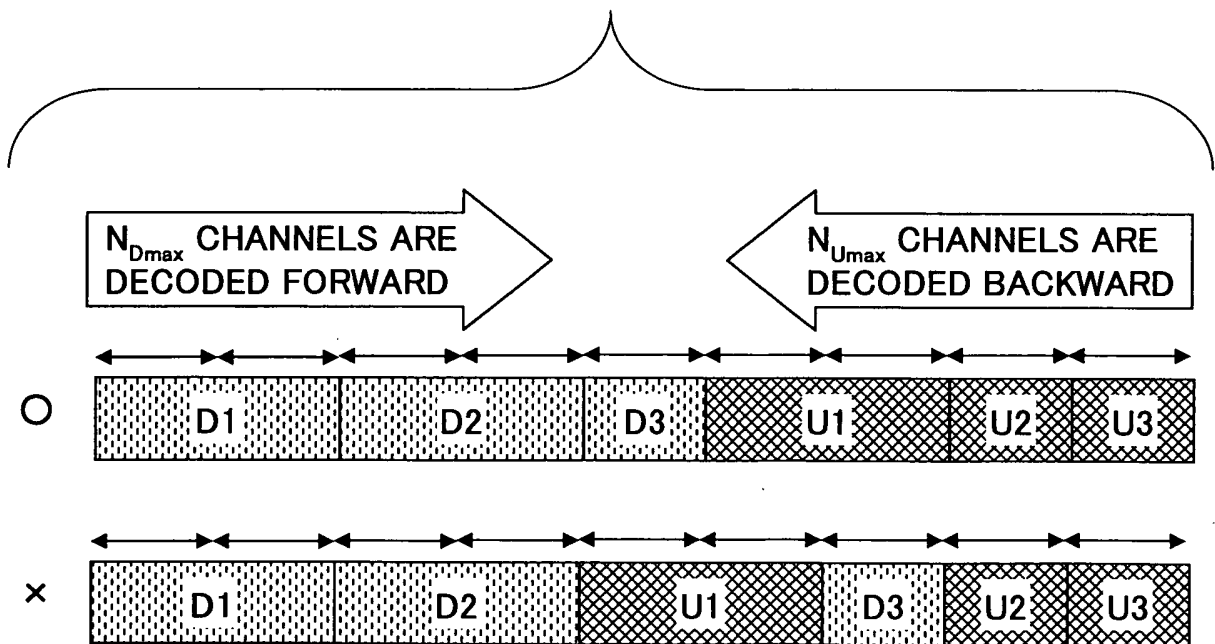 N_Dmax CHANNELS ARE
DECODED FORWARD
N_Umax CHANNELS ARE
DECODED BACKWARD
○ D1 D2 D3 U1 U2 U3
× D1 D2 U1 D3 U2 U3